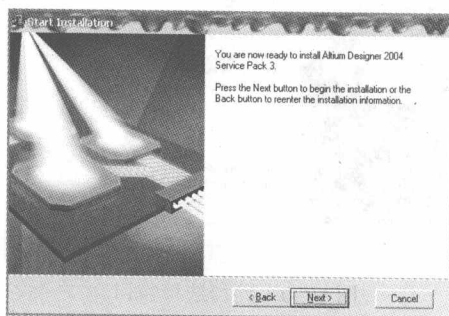 Start Installation
You are now ready to install Altium Designer 2004
Service Pack 3.
Press the Next button to begin the installation or the
Back button to reenter the installation information.
< Back
Next >
Cancel